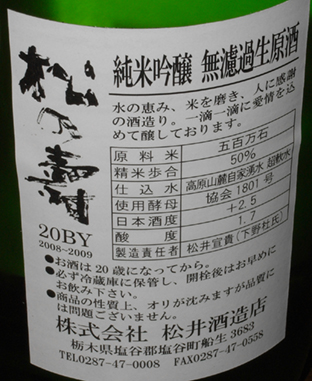 松の寿
20BY
2008~2009
純米吟醸 無濾過生原酒
水の恵み、米を磨き、人に感謝
の酒造り。一滴一滴に愛情を込
めて醸しております。
原料米 五百万石
精米歩合 50%
仕込水 高原山麓自家湧水 超軟水
使用酵母 協会1801号
日本酒度 +2.5
酸度 1.7
製造責任者 松井宣貴(下野杜氏)
●お酒は20歳になってから。
●必ず冷蔵庫に保管し、開栓後はお早めに
お飲み下さい。
●商品の性質上、オリが沈みますが品質に
は問題ございません。
株式会社 松井酒造店
栃木県塩谷郡塩谷町船生3683
TEL0287-47-0008 FAX0287-47-0558